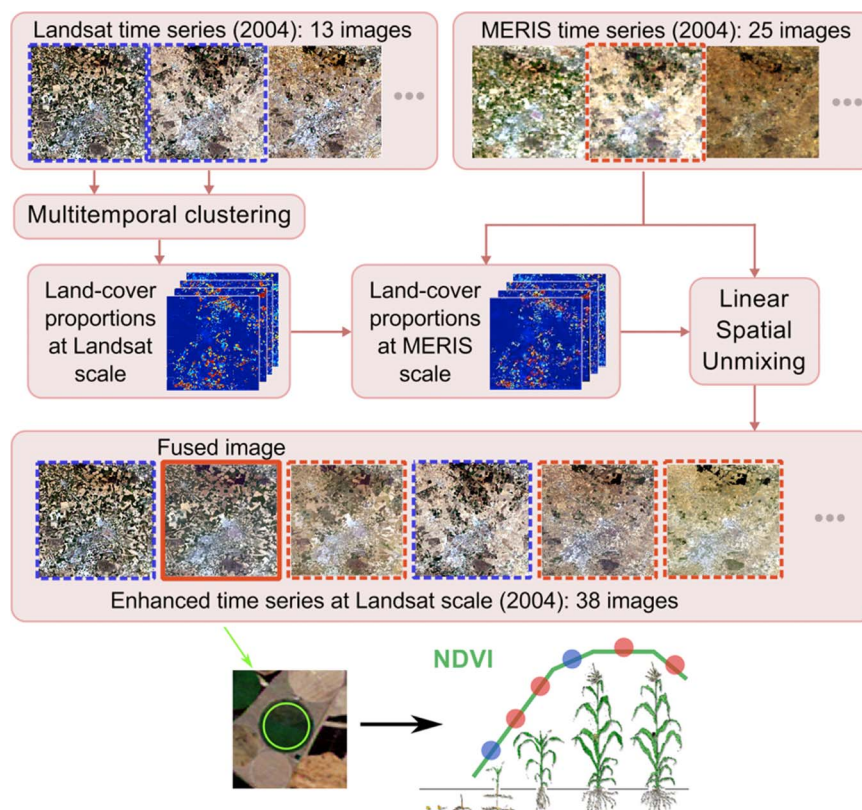 Landsat time series (2004): 13 images
MERIS time series (2004): 25 images
Multitemporal clustering
Land-cover
proportions
at Landsat
scale
Land-cover
proportions
at MERIS
scale
Linear
Spatial
Unmixing
Fused image
Enhanced time series at Landsat scale (2004): 38 images
NDVI